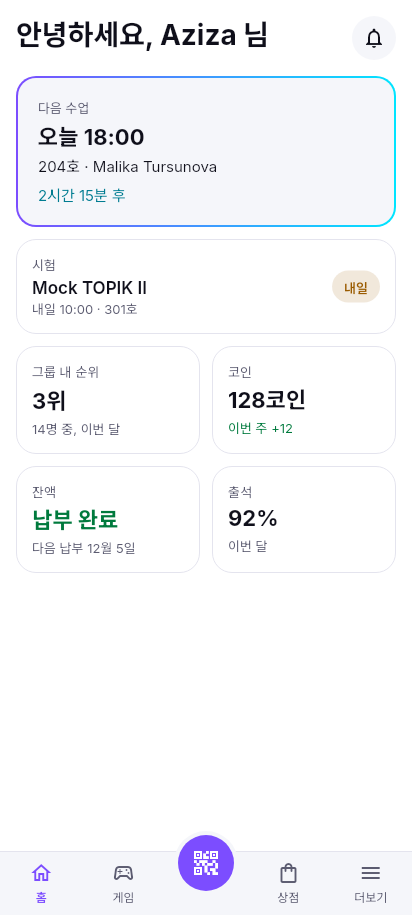 안녕하세요, Aziza 님
다음 수업
오늘 18:00
204호 · Malika Tursunova
2시간 15분 후
시험
Mock TOPIK II
내일 10:00 · 301호
내일
그룹 내 순위
3위
14명 중, 이번 달
코인
128코인
이번 주 +12
잔액
납부 완료
다음 납부 12월 5일
출석
92%
이번 달
홈
게임
상점
더보기